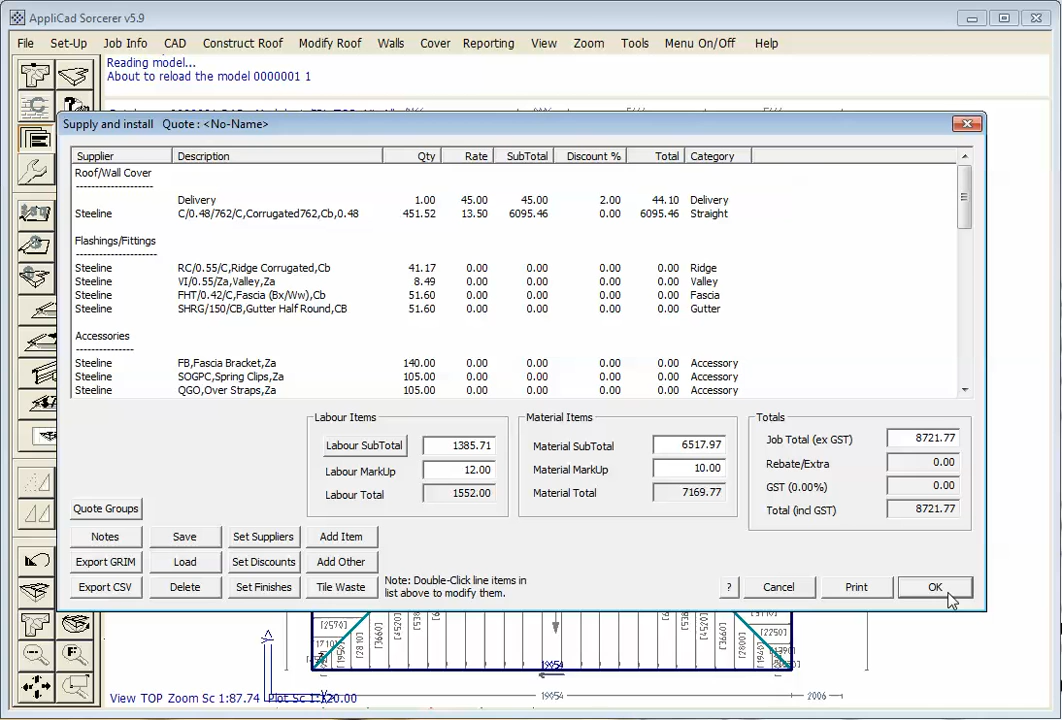 AppliCad Sorcerer v5.9
File Set-Up Job Info CAD Construct Roof Modify Roof Walls Cover Reporting View Zoom Tools Menu On/Off Help
Reading model...
About to reload the model 0000001 1
Supply and install Quote : <No-Name>
Supplier Description Qty Rate SubTotal Discount % Total Category
Roof/Wall Cover
--------------------
Delivery 1.00 45.00 45.00 2.00 44.10 Delivery
Steeline C/0.48/762/C,Corrugated762,Cb,0.48 451.52 13.50 6095.46 0.00 6095.46 Straight
Flashings/Fittings
--------------------
Steeline RC/0.55/C,Ridge Corrugated,Cb 41.17 0.00 0.00 0.00 0.00 Ridge
Steeline VI/0.55/Za,Valley,Za 8.49 0.00 0.00 0.00 0.00 Valley
Steeline FHT/0.42/C,Fascia (Bx/Ww),Cb 51.60 0.00 0.00 0.00 0.00 Fascia
Steeline SHRG/150/CB,Gutter Half Round,CB 51.60 0.00 0.00 0.00 0.00 Gutter
Accessories
---------------
Steeline FB,Fascia Bracket,Za 140.00 0.00 0.00 0.00 0.00 Accessory
Steeline SOGPC,Spring Clips,Za 105.00 0.00 0.00 0.00 0.00 Accessory
Steeline QGO,Over Straps,Za 105.00 0.00 0.00 0.00 0.00 Accessory
Labour Items Material Items Totals
Labour SubTotal 1385.71 Material SubTotal 6517.97 Job Total (ex GST) 8721.77
Labour MarkUp 12.00 Material MarkUp 10.00 Rebate/Extra 0.00
Labour Total 1552.00 Material Total 7169.77 GST (0.00%) 0.00
Total (incl GST) 8721.77
Quote Groups
Notes Save Set Suppliers Add Item
Export GRIM Load Set Discounts Add Other
Export CSV Delete Set Finishes Tile Waste
Note: Double-Click line items in
list above to modify them.
? Cancel Print OK
[2570] [2810] [3660] [4520] [5380] [5380] [4520] [3660] [2800] [2750]
19954
19954 2006
View TOP Zoom Sc 1:87.74 Plot Sc 1:120.00